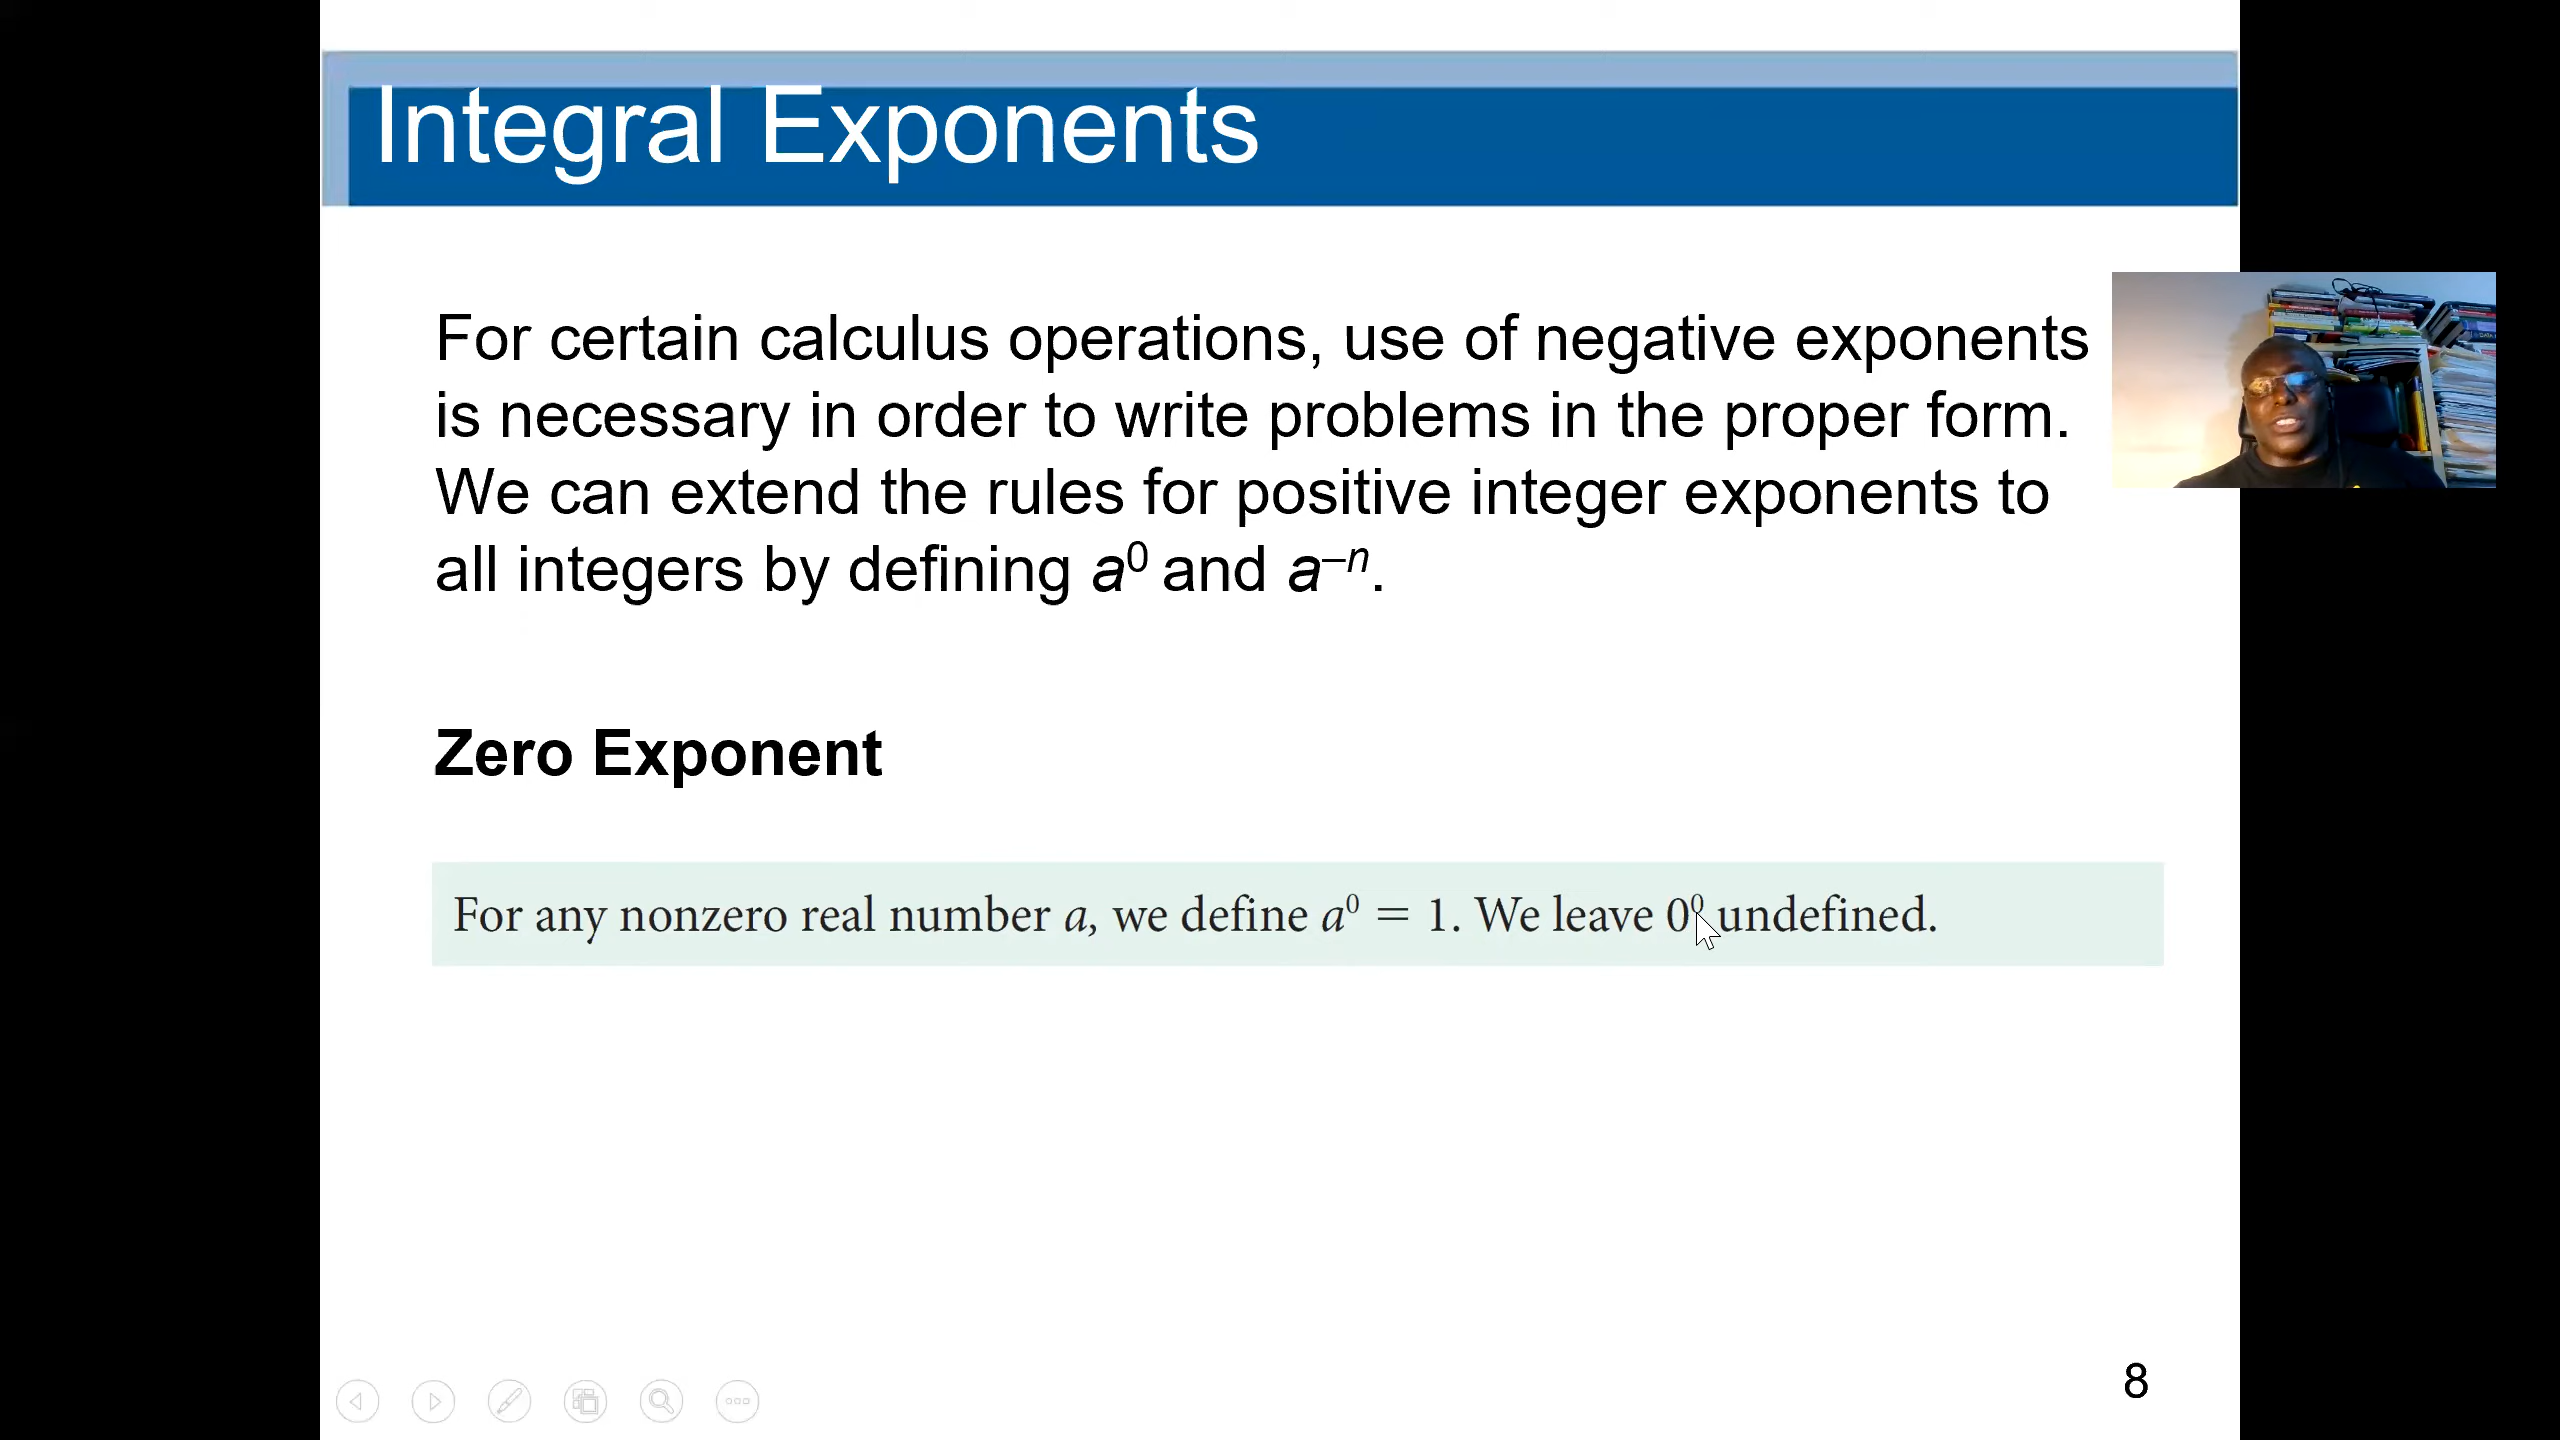 Integral Exponents
For certain calculus operations, use of negative exponents
is necessary in order to write problems in the proper form.
We can extend the rules for positive integer exponents to
all integers by defining a⁰ and a⁻ⁿ.
Zero Exponent
For any nonzero real number a, we define a⁰ = 1. We leave 0⁰ undefined.
8